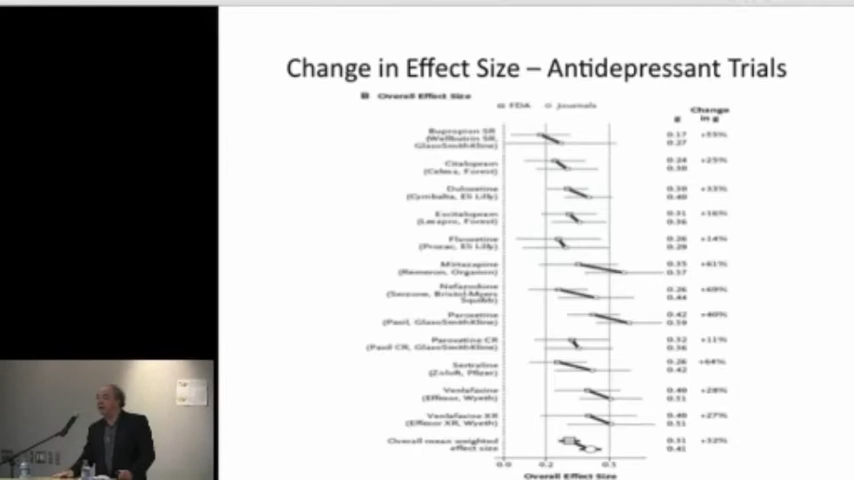 Change in Effect Size – Antidepressant Trials
B Overall Effect Size
FDA Journals
Change
g in g
Bupropion SR
(Wellbutrin SR,
GlaxoSmithKline)
0.17 +55%
0.27
Citalopram
(Celexa, Forest)
0.24 +25%
0.30
Duloxetine
(Cymbalta, Eli Lilly)
0.30 +33%
0.40
Escitalopram
(Lexapro, Forest)
0.31 +16%
0.36
Fluoxetine
(Prozac, Eli Lilly)
0.26 +14%
Mirtazapine
(Remeron, Organon)
0.35 +61%
Nefazodone
(Serzone, Bristol-Myers
Squibb)
0.26 +69%
0.44
Paroxetine
(Paxil, GlaxoSmithKline)
0.42 +40%
0.59
Paroxetine CR
(Paxil CR, GlaxoSmithKline)
0.32 +11%
0.36
Sertraline
(Zoloft, Pfizer)
0.26 +64%
0.42
Venlafaxine
(Effexor, Wyeth)
0.40 +28%
0.51
Venlafaxine XR
(Effexor XR, Wyeth)
0.40 +27%
0.51
Overall mean weighted
effect size
0.31 +32%
0.41
0.0 0.2 0.5
Overall Effect Size